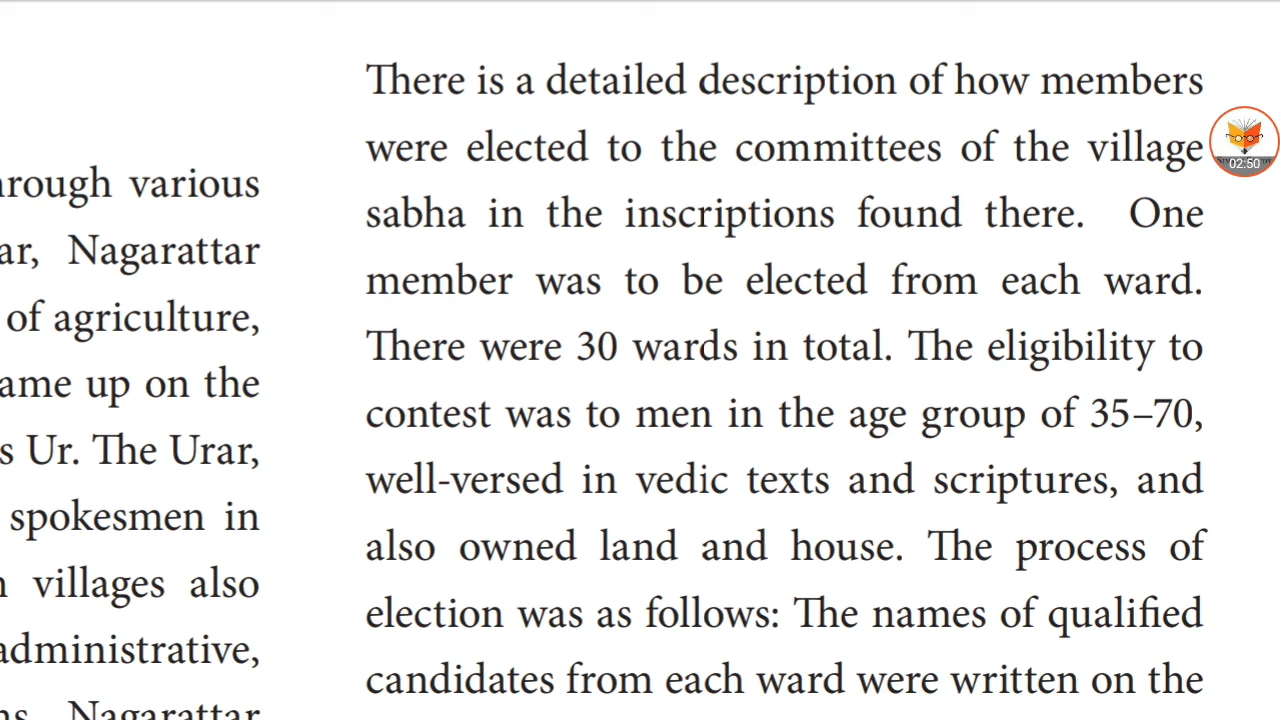 hrough various
ar, Nagarattar
of agriculture,
ame up on the
s Ur. The Urar,
spokesmen in
villages also
administrative,
Nagarattar
There is a detailed description of how members
were elected to the committees of the village
sabha in the inscriptions found there. One
member was to be elected from each ward.
There were 30 wards in total. The eligibility to
contest was to men in the age group of 35–70,
well-versed in vedic texts and scriptures, and
also owned land and house. The process of
election was as follows: The names of qualified
candidates from each ward were written on the
02:50